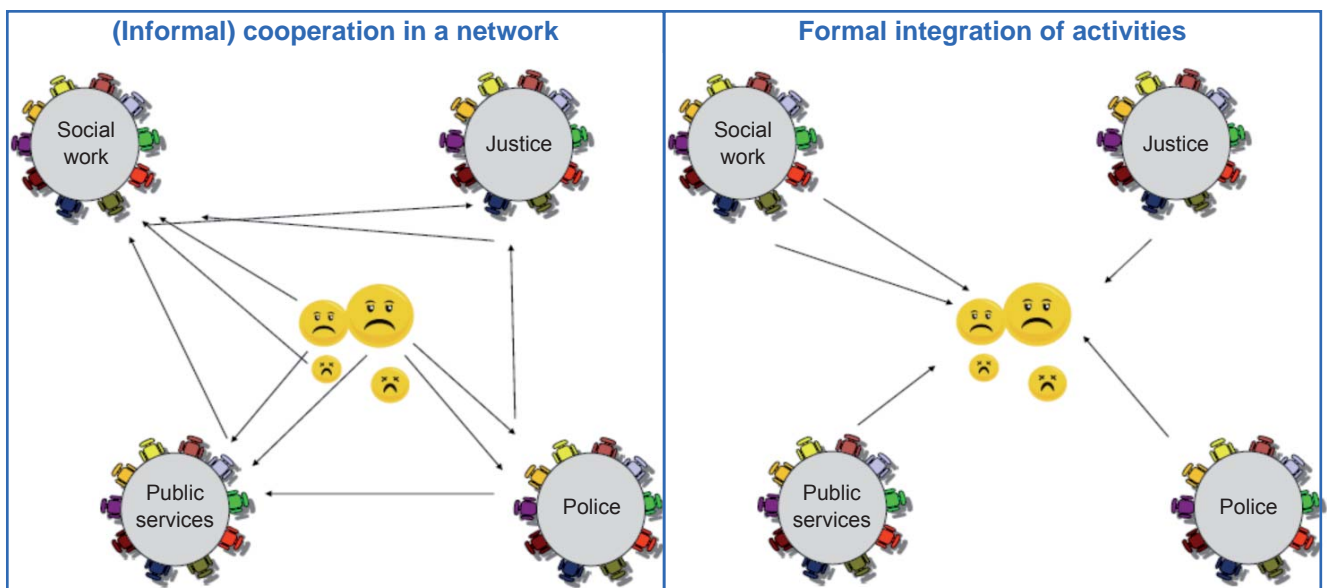 (Informal) cooperation in a network
Social
work
Justice
Public
services
Police
Formal integration of activities
Social
work
Justice
Public
services
Police